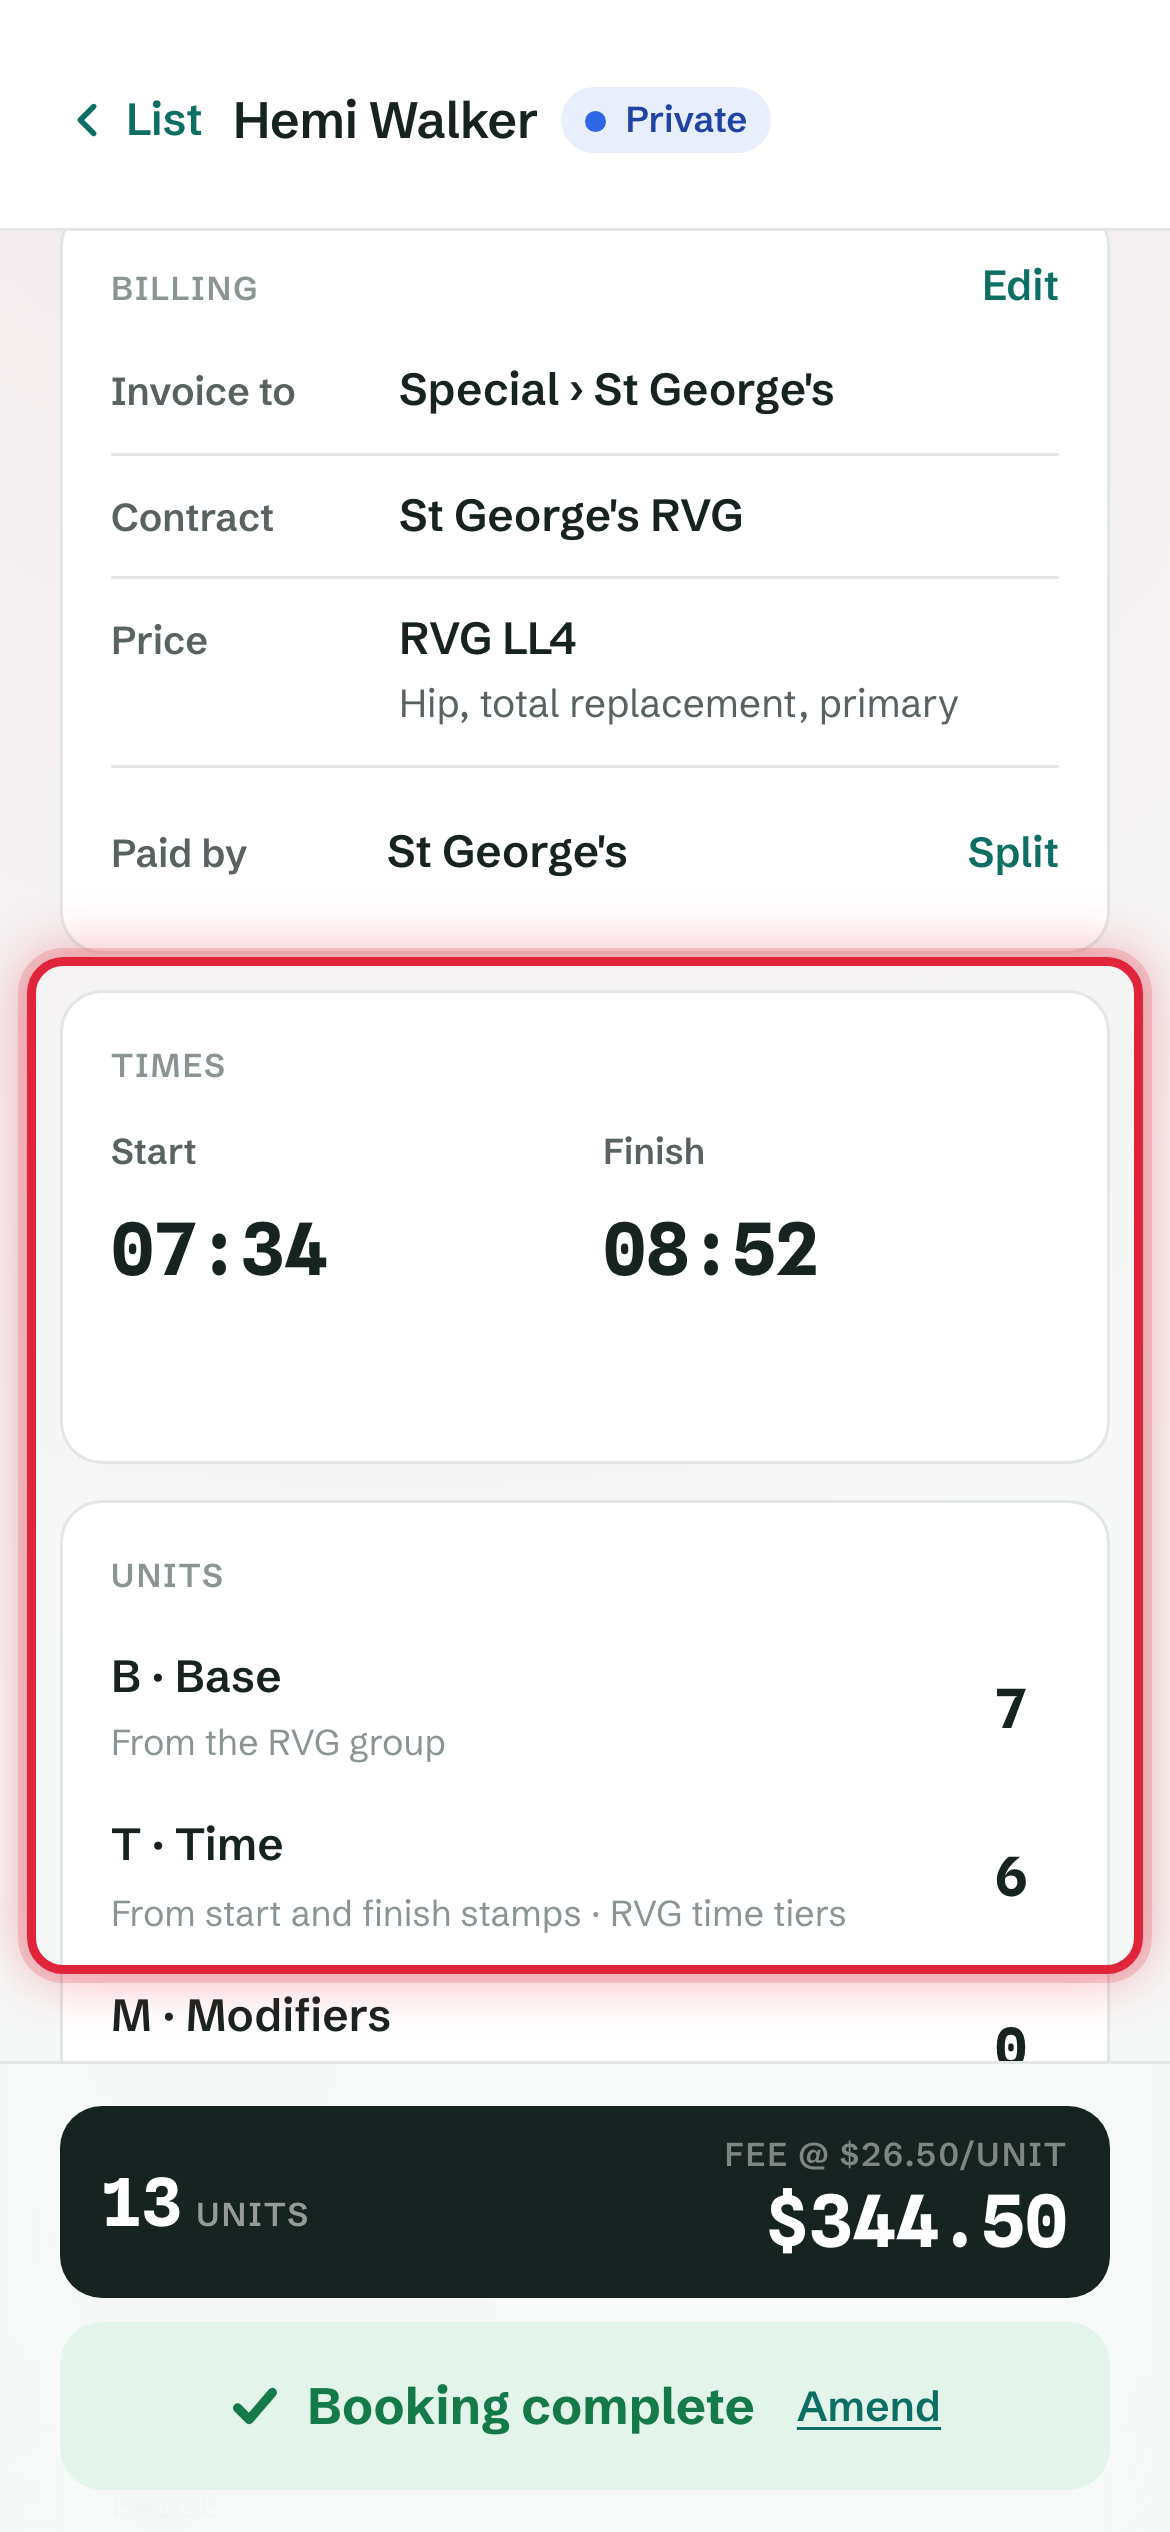 List Hemi Walker Private
BILLING Edit
Invoice to Special › St George's
Contract St George's RVG
Price RVG LL4
Hip, total replacement, primary
Paid by St George's Split
TIMES
Start Finish
07:34 08:52
UNITS
B · Base 7
From the RVG group
T · Time 6
From start and finish stamps · RVG time tiers
M · Modifiers 0
FEE @ $26.50/UNIT
13 UNITS $344.50
Booking complete Amend
PRICE